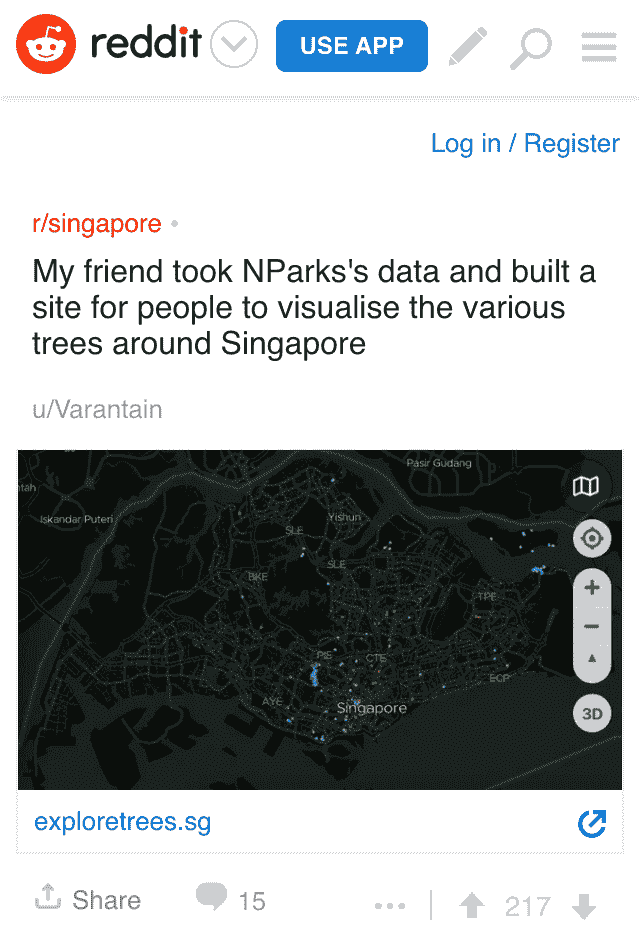 reddit
USE APP
Log in / Register
r/singapore •
My friend took NParks's data and built a
site for people to visualise the various
trees around Singapore
u/Varantain
Pasir Gudang
ntah
Iskandar Puteri
Yishun
SLE
SLE
BKE
TPE
PIE
CTE
ECP
AYE
Singapore
+
−
3D
exploretrees.sg
Share
15
217